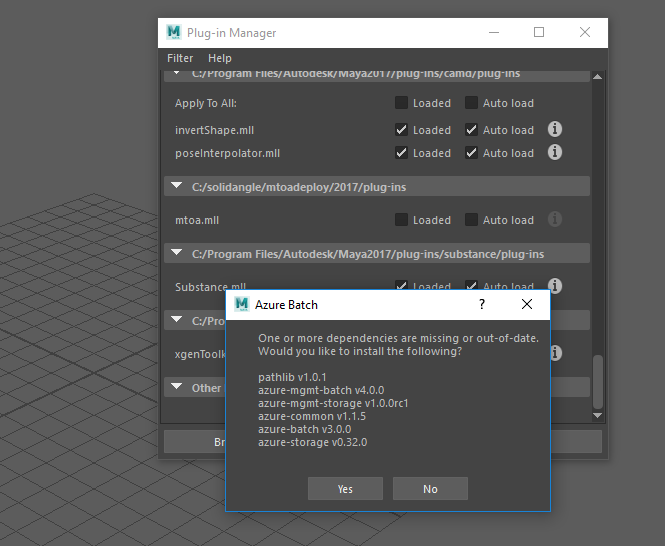 Plug-in Manager
Filter Help
C:/Program Files/Autodesk/Maya2017/plug-ins/camd/plug-ins
Apply To All: Loaded Auto load
invertShape.mll Loaded Auto load
poseInterpolator.mll Loaded Auto load
C:/solidangle/mtoadeploy/2017/plug-ins
mtoa.mll Loaded Auto load
C:/Program Files/Autodesk/Maya2017/plug-ins/substance/plug-ins
Substance.mll Loaded Auto load
C:/Pro
xgenToolk
Other
Br
Azure Batch ?
One or more dependencies are missing or out-of-date.
Would you like to install the following?
pathlib v1.0.1
azure-mgmt-batch v4.0.0
azure-mgmt-storage v1.0.0rc1
azure-common v1.1.5
azure-batch v3.0.0
azure-storage v0.32.0
Yes No